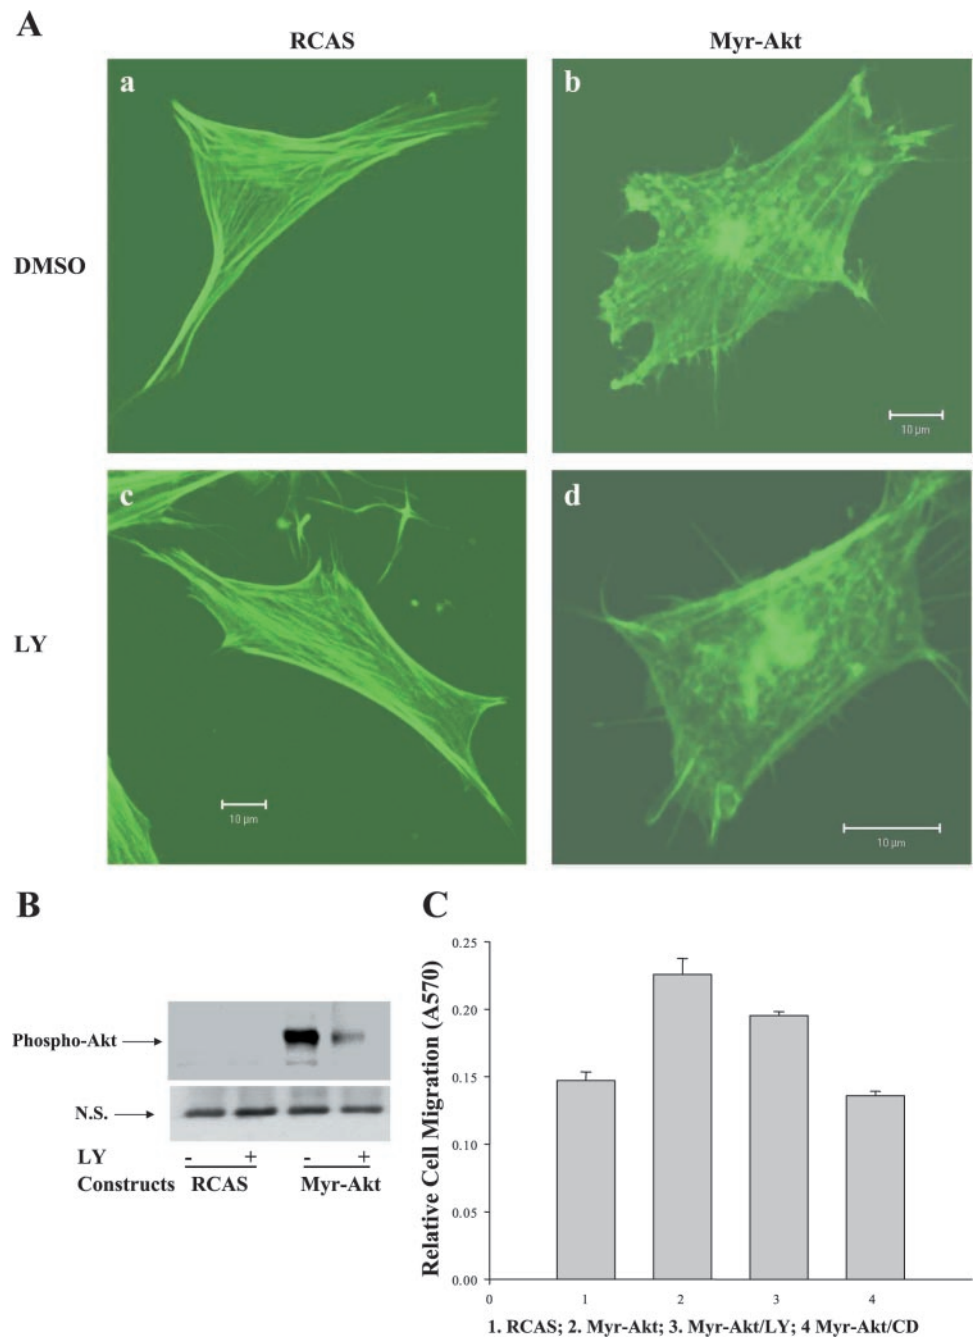 A
RCAS Myr-Akt
a b
DMSO
10 µm
c d
LY
10 µm
10 µm
B C
Phospho-Akt
N.S.
LY - + - +
Constructs RCAS Myr-Akt
Relative Cell Migration (A570)
0.25
0.20
0.15
0.10
0.05
0.00
0 1 2 3 4
1. RCAS; 2. Myr-Akt; 3. Myr-Akt/LY; 4 Myr-Akt/CD